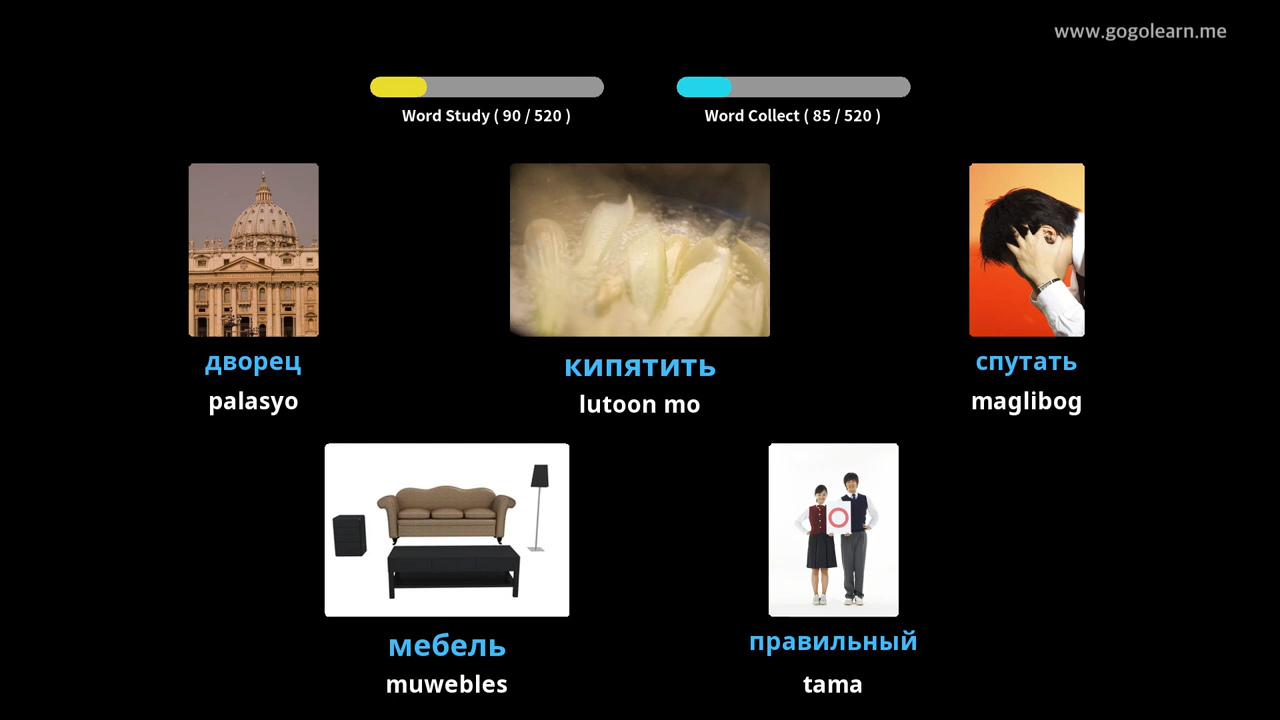 www.gogolearn.me
Word Study ( 90 / 520 )
Word Collect ( 85 / 520 )
дворец
palasyo
кипятить
lutoon mo
спутать
maglibog
мебель
muwebles
правильный
tama